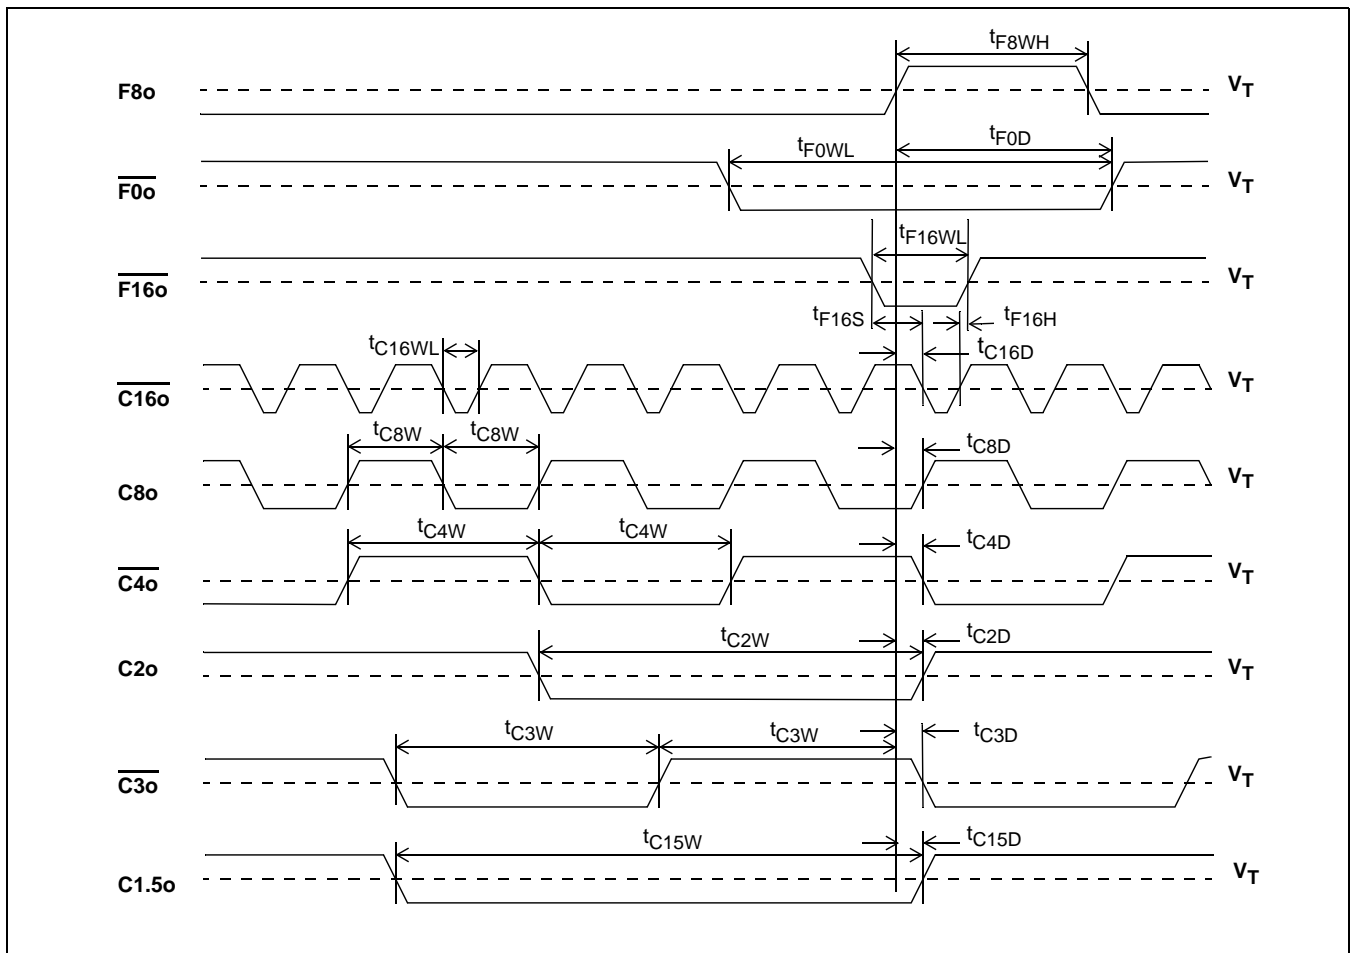 tF8WH
F8o VT
tF0WL tF0D
F0o VT
tF16WL
F16o VT
tF16S tF16H
tC16WL tC16D
C16o VT
tC8W tC8W tC8D
C8o VT
tC4W tC4W tC4D
C4o VT
tC2W tC2D
C2o VT
tC3W tC3W tC3D
C3o VT
tC15W tC15D
C1.5o VT